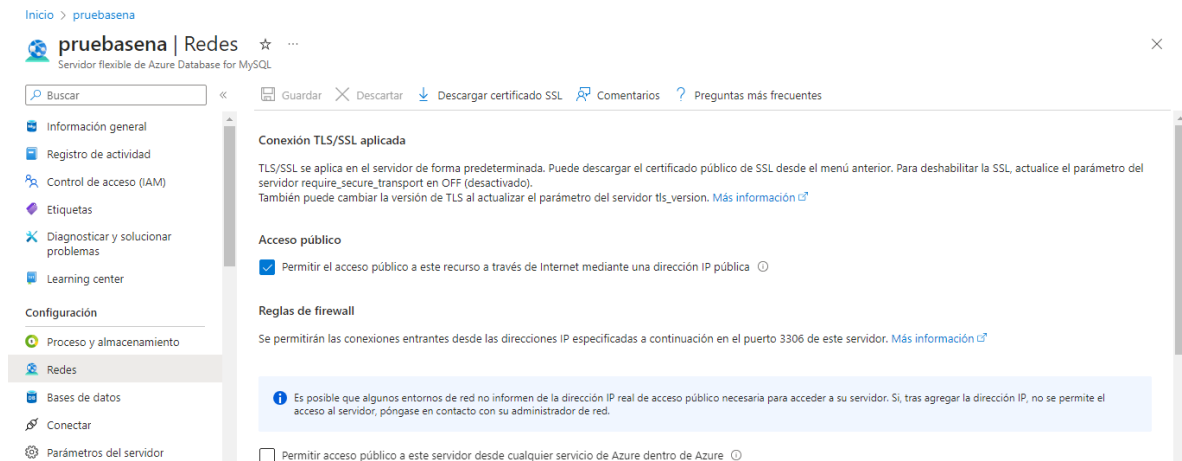 Inicio > pruebasena
pruebasena | Redes
Servidor flexible de Azure Database for MySQL
Buscar
Información general
Registro de actividad
Control de acceso (IAM)
Etiquetas
Diagnosticar y solucionar
problemas
Learning center
Configuración
Proceso y almacenamiento
Redes
Bases de datos
Conectar
Parámetros del servidor
Guardar Descartar Descargar certificado SSL Comentarios Preguntas más frecuentes
Conexión TLS/SSL aplicada
TLS/SSL se aplica en el servidor de forma predeterminada. Puede descargar el certificado público de SSL desde el menú anterior. Para deshabilitar la SSL, actualice el parámetro del
servidor require_secure_transport en OFF (desactivado).
También puede cambiar la versión de TLS al actualizar el parámetro del servidor tls_version. Más información
Acceso público
Permitir el acceso público a este recurso a través de Internet mediante una dirección IP pública
Reglas de firewall
Se permitirán las conexiones entrantes desde las direcciones IP especificadas a continuación en el puerto 3306 de este servidor. Más información
Es posible que algunos entornos de red no informen de la dirección IP real de acceso público necesaria para acceder a su servidor. Si, tras agregar la dirección IP, no se permite el
acceso al servidor, póngase en contacto con su administrador de red.
Permitir acceso público a este servidor desde cualquier servicio de Azure dentro de Azure